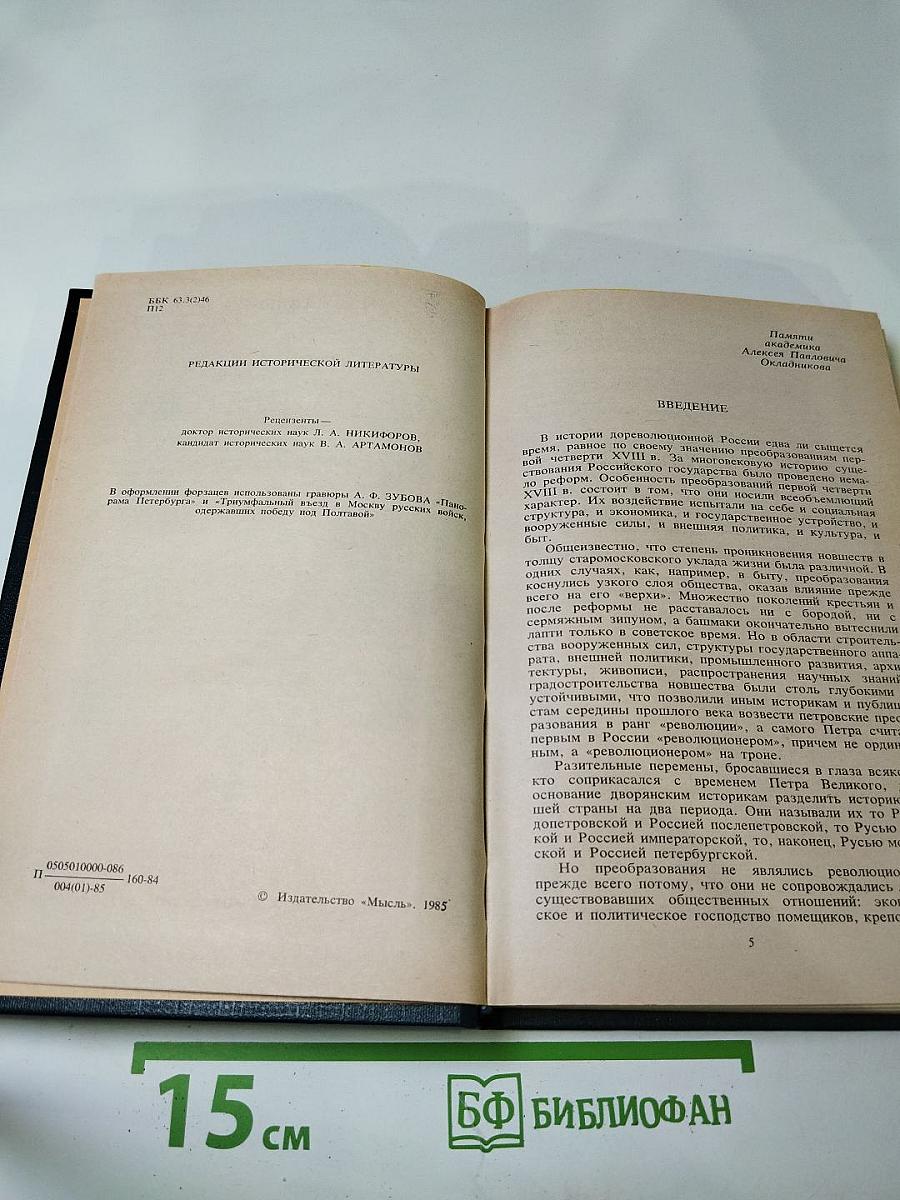 ББК 63.3(2)46
П12
РЕДАКЦИИ ИСТОРИЧЕСКОЙ ЛИТЕРАТУРЫ
Рецензенты —
доктор исторических наук Л. А. НИКИФОРОВ,
кандидат исторических наук В. А. АРТАМОНОВ
В оформлении форзацев использованы гравюры А. Ф. ЗУБОВА «Пано-
рама Петербурга» и «Триумфальный въезд в Москву русских войск,
одержавших победу под Полтавой»
0505010000-086
П 160-84
004(01)-85
© Издательство «Мысль». 1985
Памяти
академика
Алексея Павловича
Окладникова
ВВЕДЕНИЕ
В истории дореволюционной России едва ли сыщется
время, равное по своему значению преобразованиям пер-
вой четверти XVIII в. За многовековую историю суще-
ствования Российского государства было проведено нема-
ло реформ. Особенность преобразований первой четверти
XVIII в. состоит в том, что они носили всеобъемлющий
характер. Их воздействие испытали на себе и социальная
структура, и экономика, и государственное устройство, и
вооруженные силы, и внешняя политика, и культура, и
быт.
Общеизвестно, что степень проникновения новшеств в
толщу старомосковского уклада жизни была различной. В
одних случаях, как, например, в быту, преобразования
коснулись узкого слоя общества, оказав влияние прежде
всего на его «верхи». Множество поколений крестьян и
после реформы не расставалось ни с бородой, ни с
сермяжным зипуном, а башмаки окончательно вытеснили
лапти только в советское время. Но в области строитель-
ства вооруженных сил, структуры государственного аппа-
рата, внешней политики, промышленного развития, архи
тектуры, живописи, распространения научных знаний
градостроительства новшества были столь глубокими
устойчивыми, что позволили иным историкам и публиц
стам середины прошлого века возвести петровские прео
разования в ранг «революции», а самого Петра счита
первым в России «революционером», причем не ордин
ным, а «революционером» на троне.
Разительные перемены, бросавшиеся в глаза всяко
кто соприкасался с временем Петра Великого,
основание дворянским историкам разделить историю
шей страны на два периода. Они называли их то Р
допетровской и Россией послепетровской, то Русью
кой и Россией императорской, то, наконец, Русью мо
ской и Россией петербургской.
Но преобразования не являлись революцио
прежде всего потому, что они не сопровождались
существовавших общественных отношений: экон
ское и политическое господство помещиков, крепо
5
15 см
БФ БИБЛИОФАН